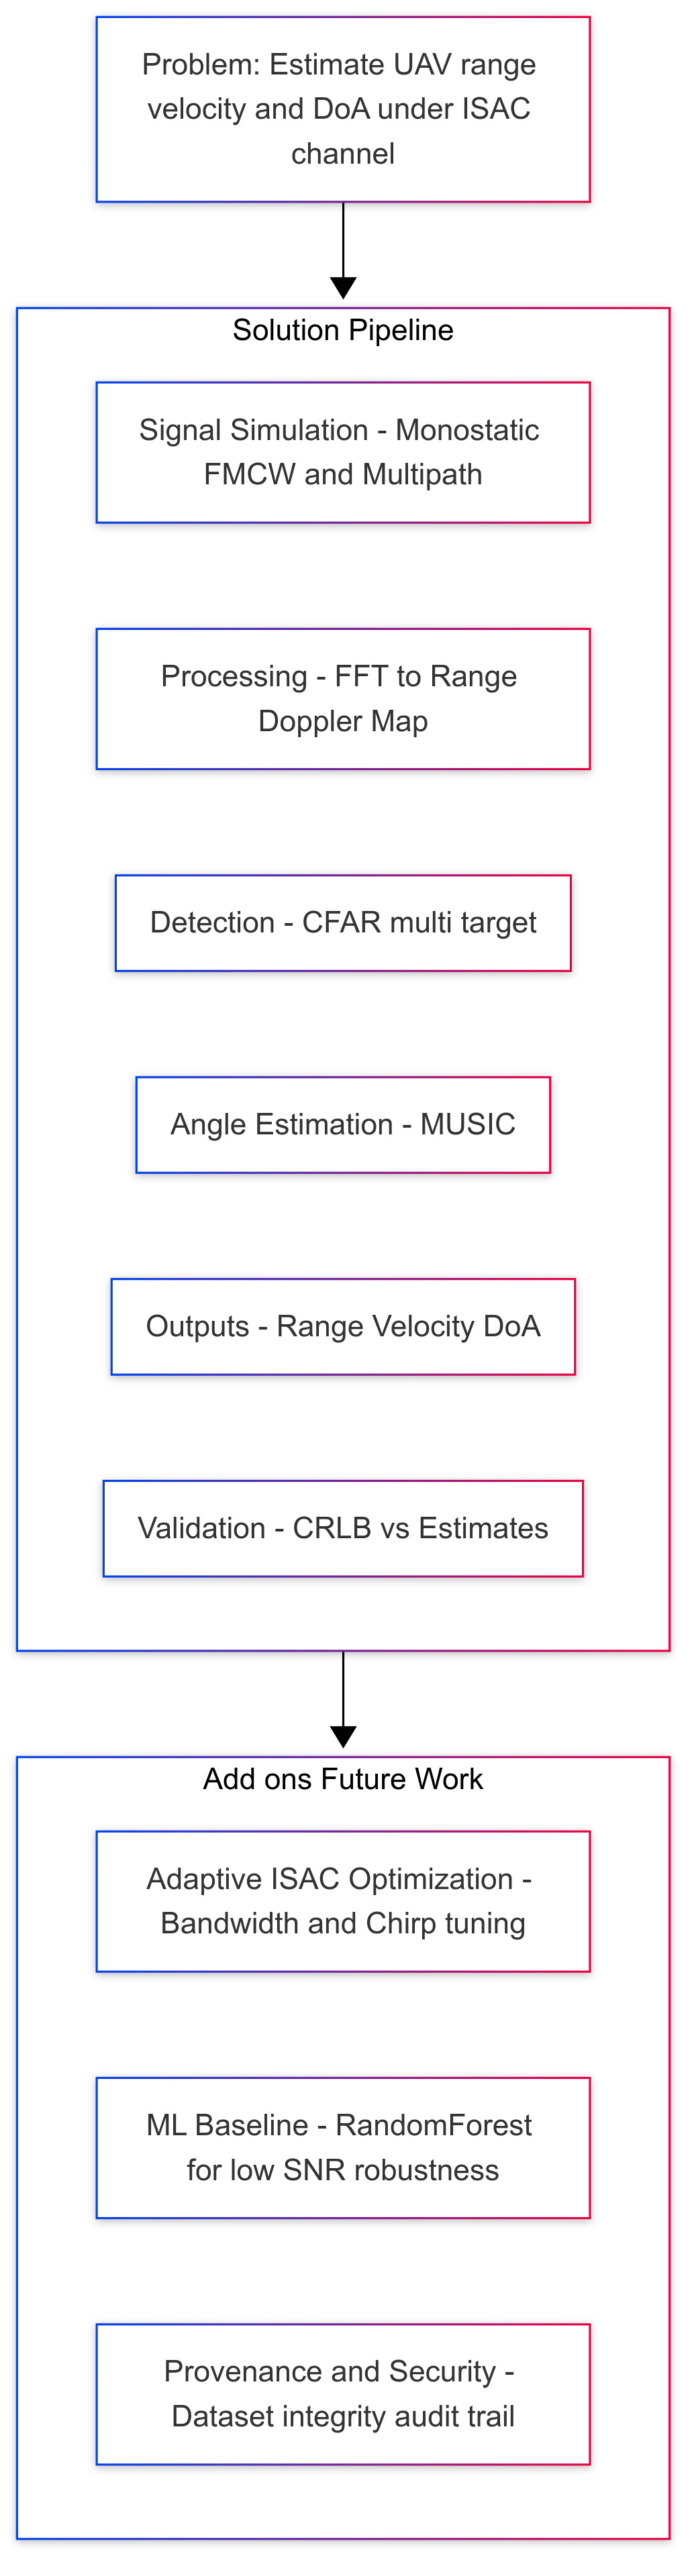 Problem: Estimate UAV range
velocity and DoA under ISAC
channel
Solution Pipeline
Signal Simulation - Monostatic
FMCW and Multipath
Processing - FFT to Range
Doppler Map
Detection - CFAR multi target
Angle Estimation - MUSIC
Outputs - Range Velocity DoA
Validation - CRLB vs Estimates
Add ons Future Work
Adaptive ISAC Optimization -
Bandwidth and Chirp tuning
ML Baseline - RandomForest
for low SNR robustness
Provenance and Security -
Dataset integrity audit trail